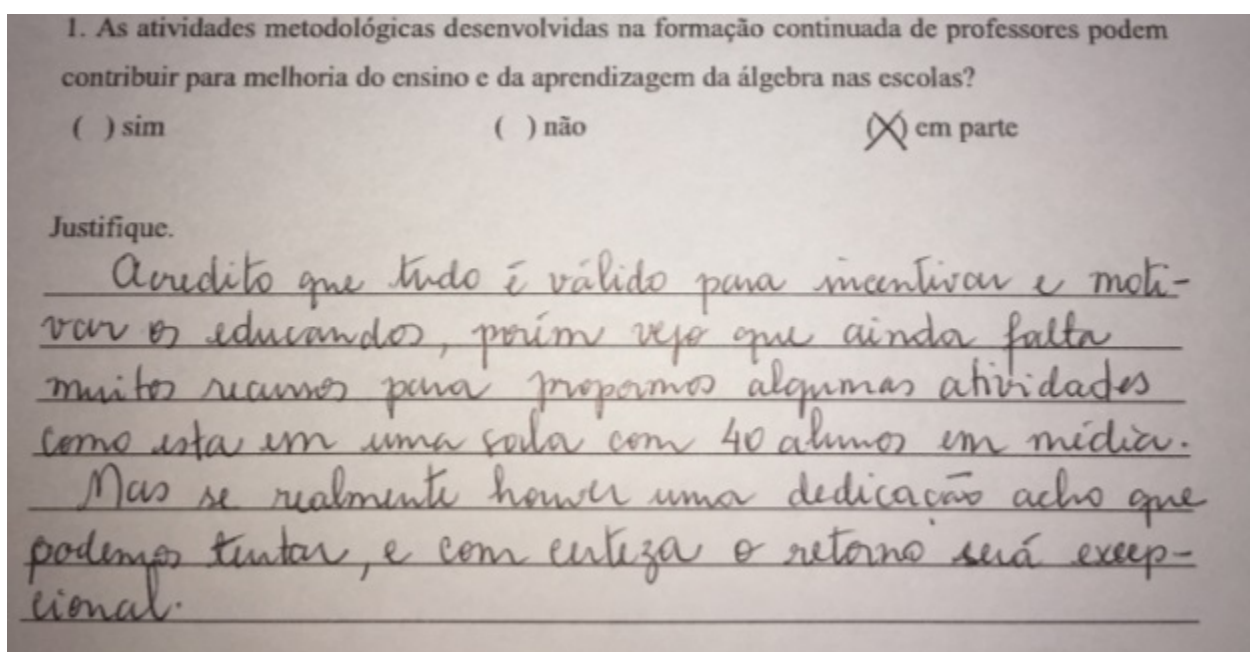 1. As atividades metodológicas desenvolvidas na formação continuada de professores podem
contribuir para melhoria do ensino e da aprendizagem da álgebra nas escolas?
( ) sim ( ) não (X) em parte
Justifique.
Acredito que tudo é válido para incentivar e moti-
var os educandos, porém vejo que ainda falta
muitos recursos para propormos algumas atividades
como esta em uma sala com 40 alunos em média.
Mas se realmente houver uma dedicação acho que
podemos tentar, e com certeza o retorno será excep-
cional.